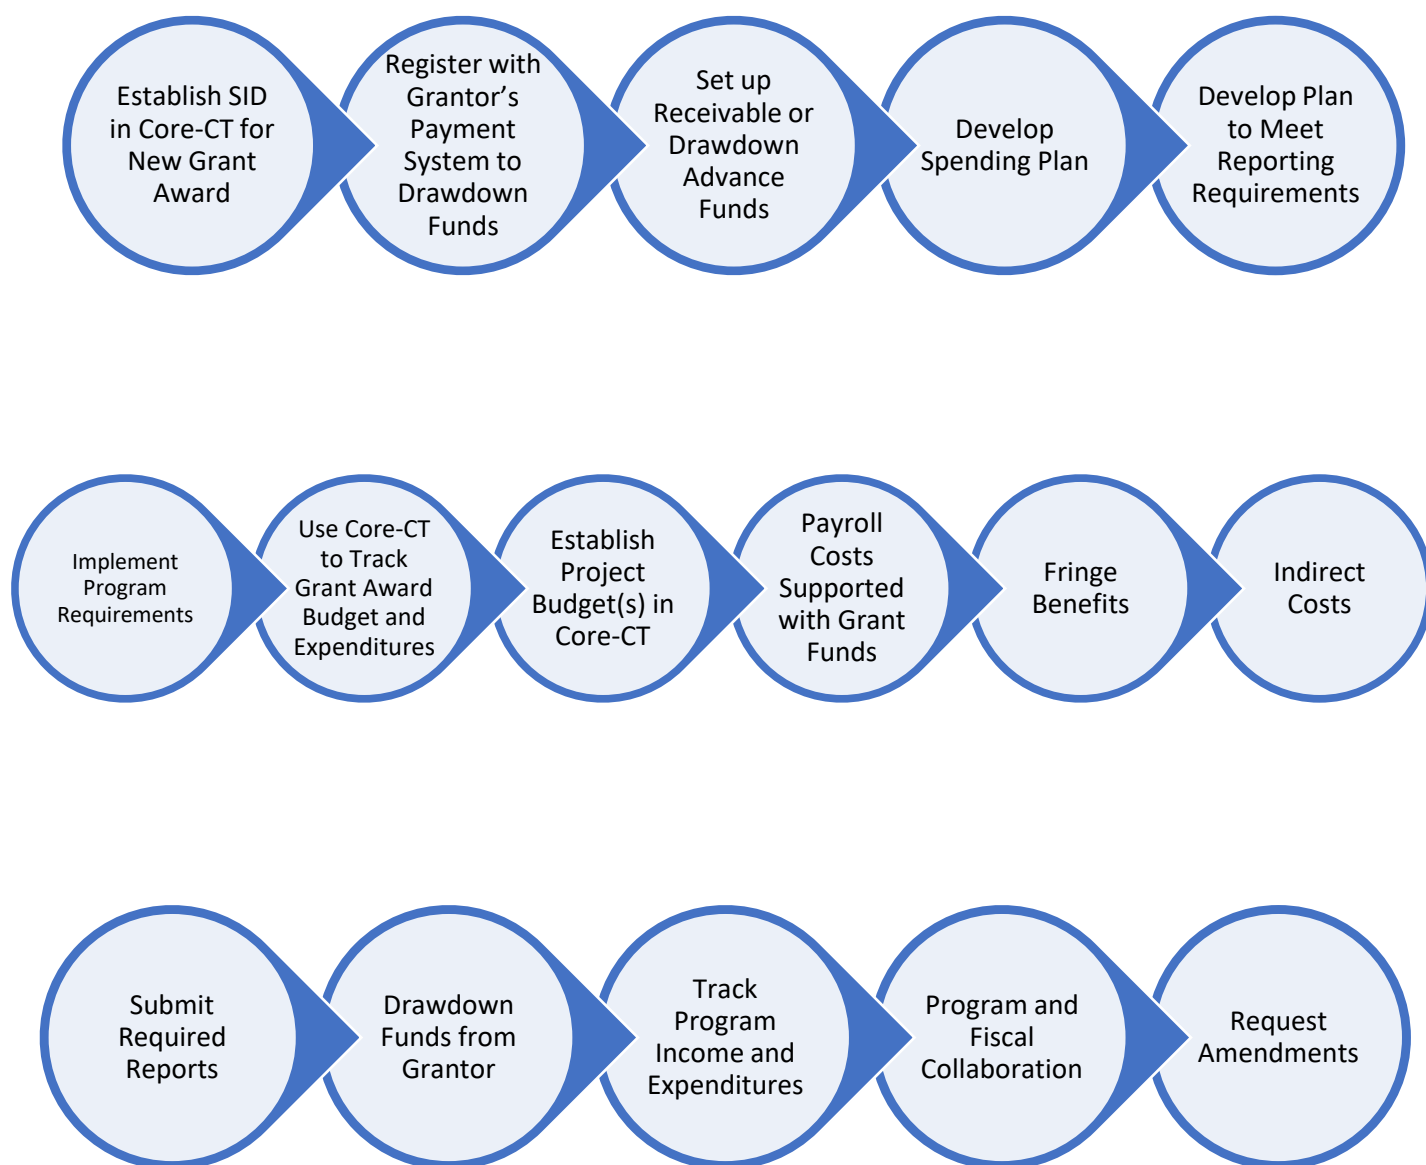 Establish SID
in Core-CT for
New Grant
Award
Register with
Grantor’s
Payment
System to
Drawdown
Funds
Set up
Receivable or
Drawdown
Advance
Funds
Develop
Spending Plan
Develop Plan
to Meet
Reporting
Requirements
Implement
Program
Requirements
Use Core-CT
to Track
Grant Award
Budget and
Expenditures
Establish
Project
Budget(s) in
Core-CT
Payroll
Costs
Supported
with Grant
Funds
Fringe
Benefits
Indirect
Costs
Submit
Required
Reports
Drawdown
Funds from
Grantor
Track
Program
Income and
Expenditures
Program and
Fiscal
Collaboration
Request
Amendments